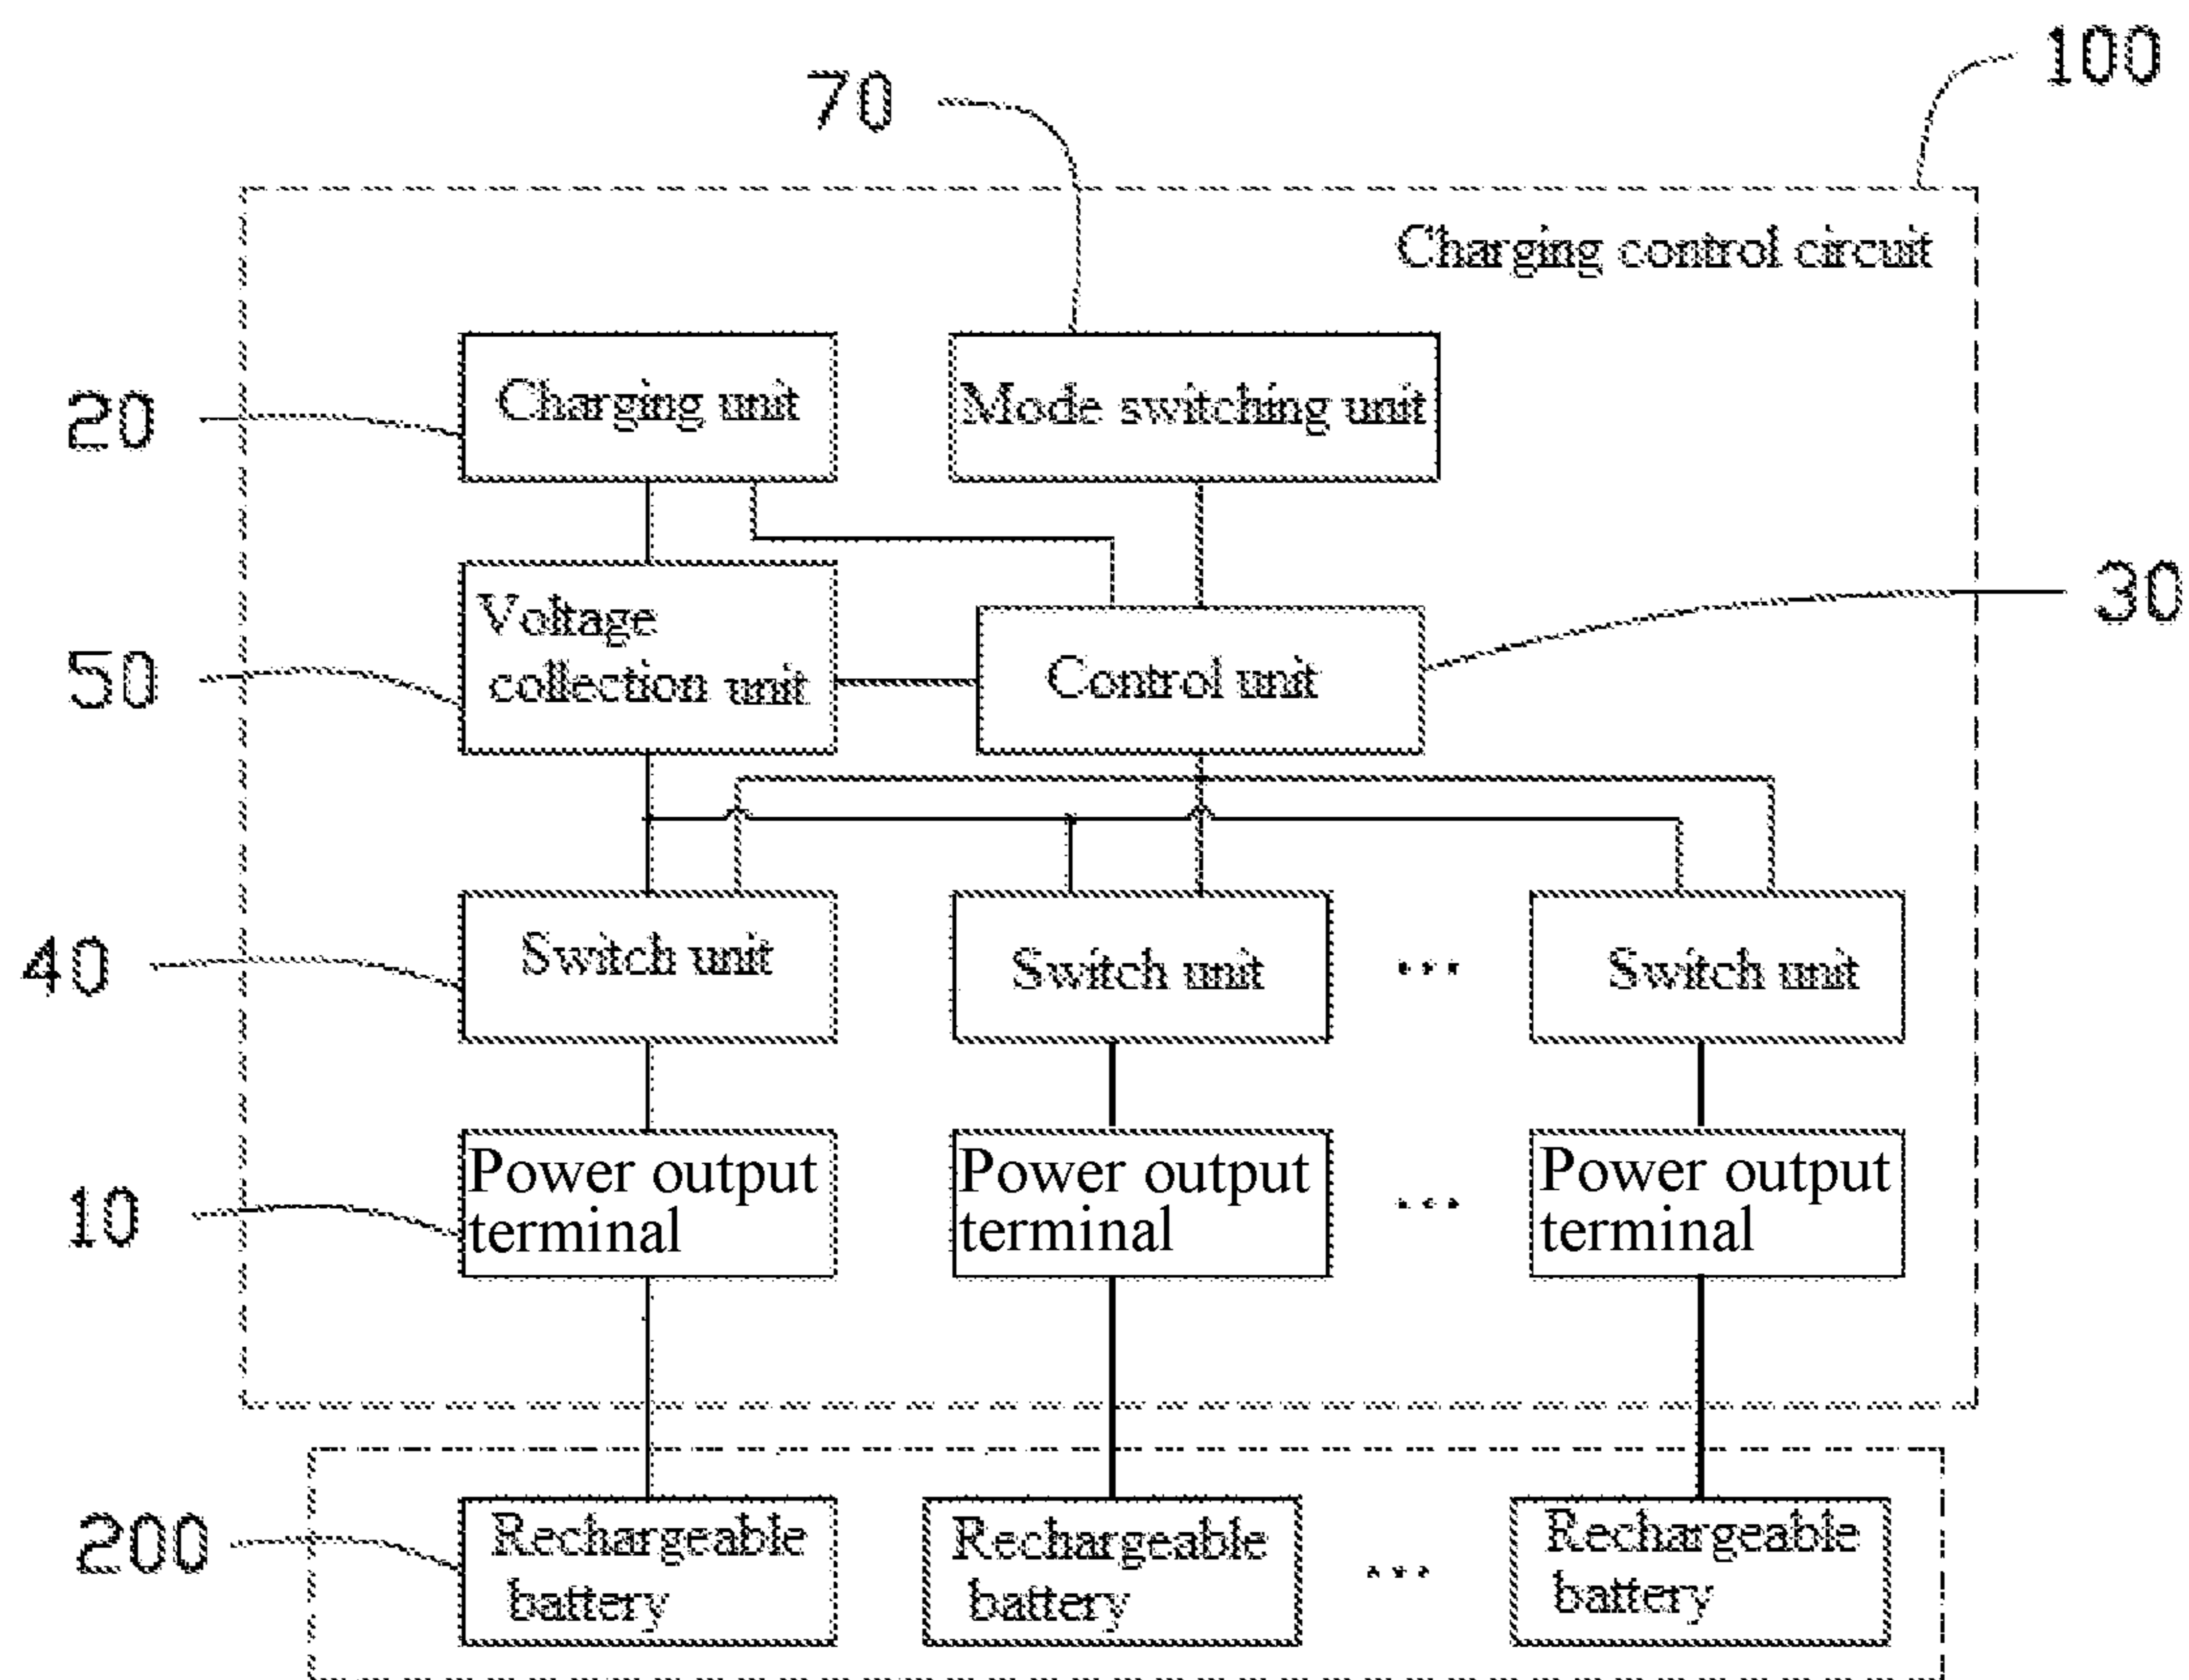 100
70
Charging control circuit
20
Charging unit
Mode switching unit
30
50
Voltage
collection unit
Control unit
40
Switch unit
Switch unit
...
Switch unit
10
Power output
terminal
Power output
terminal
...
Power output
terminal
200
Rechargeable
battery
Rechargeable
battery
...
Rechargeable
battery